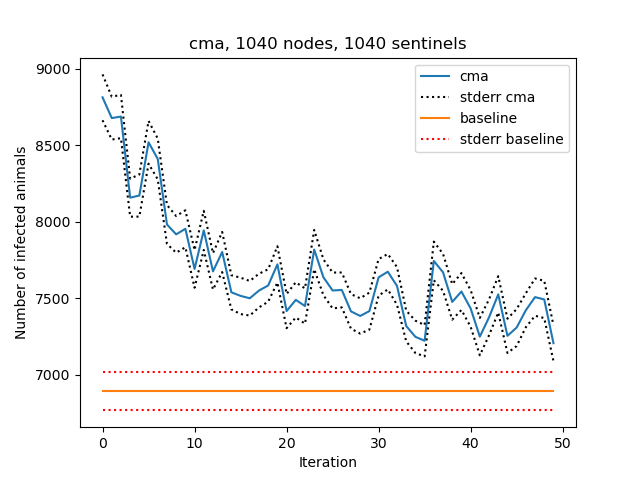 cma, 1040 nodes, 1040 sentinels
cma
stderr cma
baseline
stderr baseline
Number of infected animals
9000
8500
8000
7500
7000
0 10 20 30 40 50
Iteration